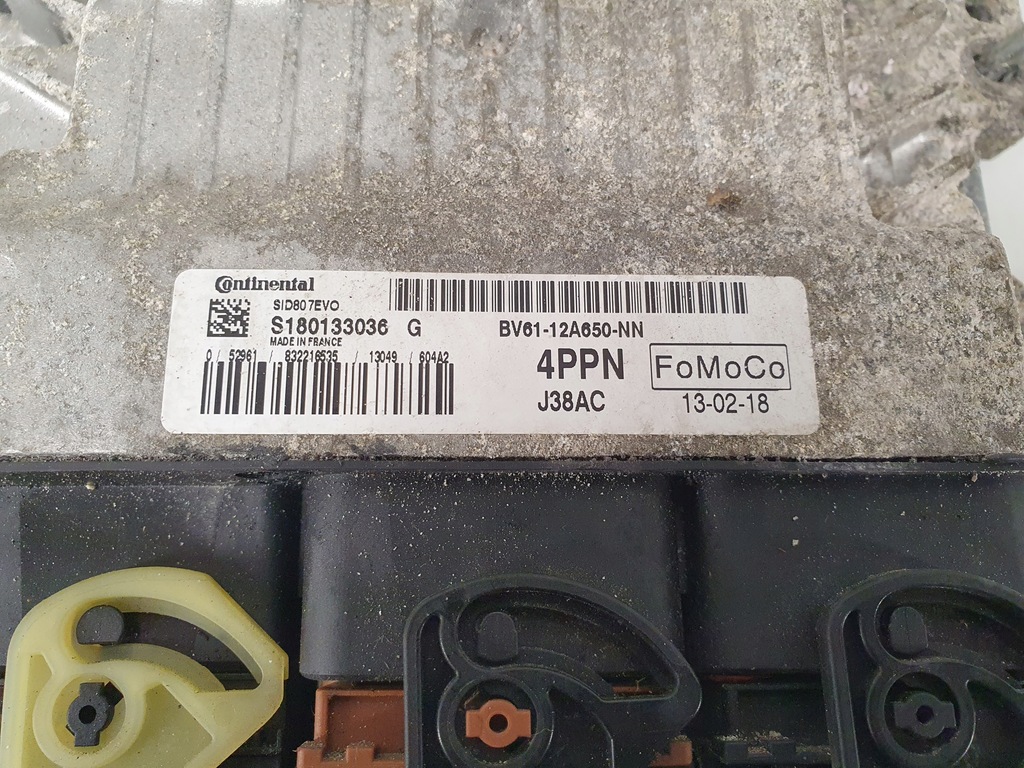 Continental
SID807EVO
S180133036 G
MADE IN FRANCE
0 / 52961 / 832216535 / 13049 / 604A2
BV61-12A650-NN
4PPN
FoMoCo
J38AC
13-02-18